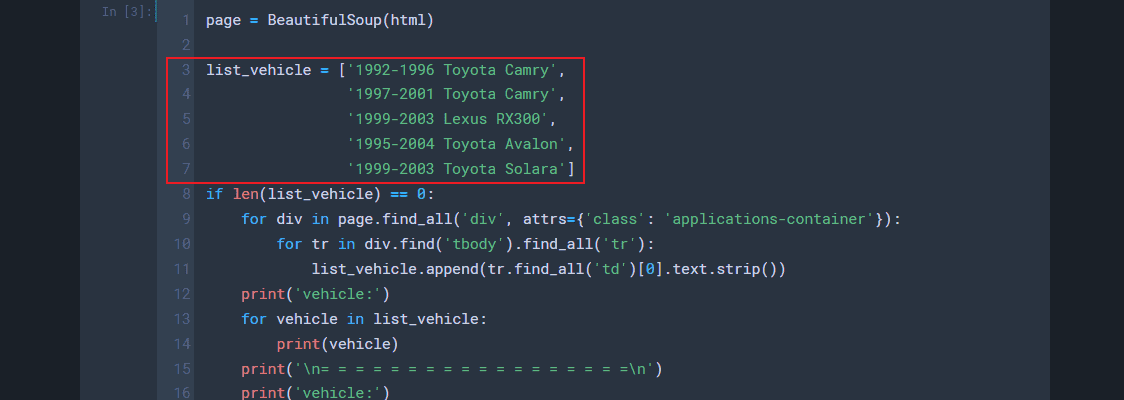 In [3]:
1 page = BeautifulSoup(html)
2
3 list_vehicle = ['1992-1996 Toyota Camry',
4                 '1997-2001 Toyota Camry',
5                 '1999-2003 Lexus RX300',
6                 '1995-2004 Toyota Avalon',
7                 '1999-2003 Toyota Solara']
8 if len(list_vehicle) == 0:
9     for div in page.find_all('div', attrs={'class': 'applications-container'}):
10         for tr in div.find('tbody').find_all('tr'):
11             list_vehicle.append(tr.find_all('td')[0].text.strip())
12     print('vehicle:')
13     for vehicle in list_vehicle:
14         print(vehicle)
15     print('\n= = = = = = = = = = = = = = = = = =\n')
16     print('vehicle:')